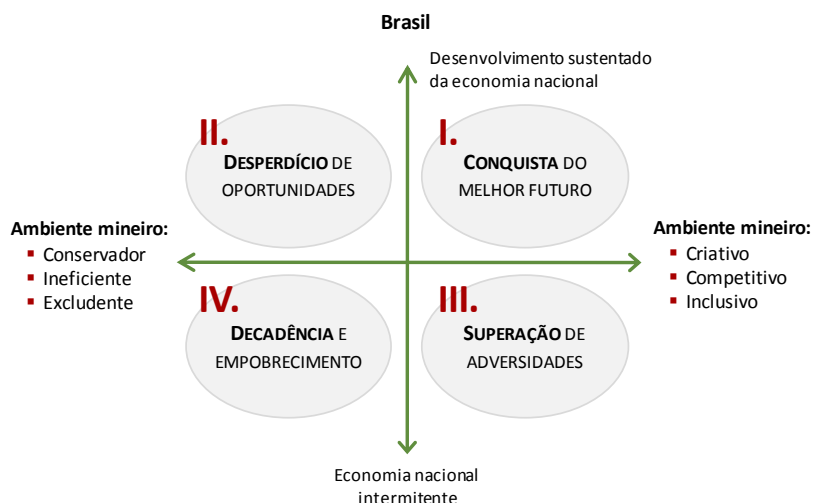 Brasil
Desenvolvimento sustentado
da economia nacional
II.
DESPERDÍCIO DE
OPORTUNIDADES
I.
CONQUISTA DO
MELHOR FUTURO
Ambiente mineiro:
▪ Conservador
▪ Ineficiente
▪ Excludente
Ambiente mineiro:
▪ Criativo
▪ Competitivo
▪ Inclusivo
IV.
DECADÊNCIA E
EMPOBRECIMENTO
III.
SUPERAÇÃO DE
ADVERSIDADES
Economia nacional
intermitente